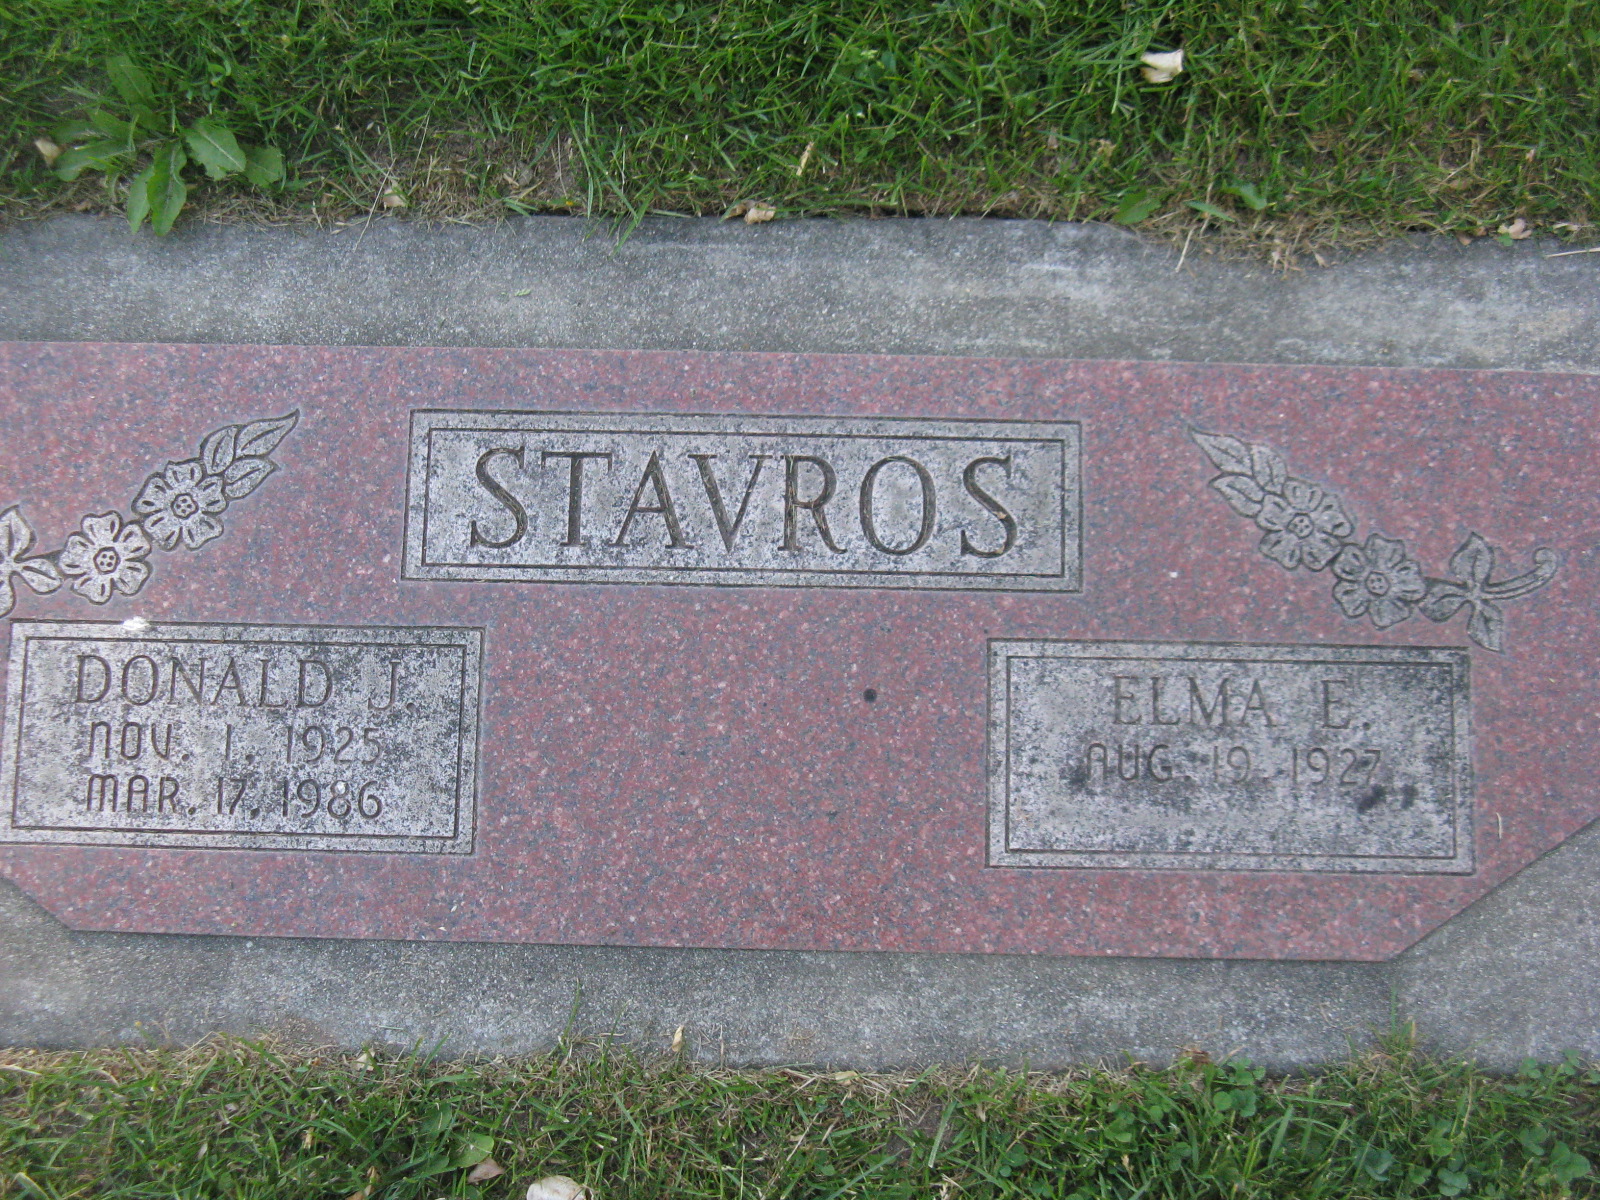 STAVROS
DONALD J.
NOV. 1, 1925
MAR. 17, 1986
ELMA E.
AUG. 19, 1927